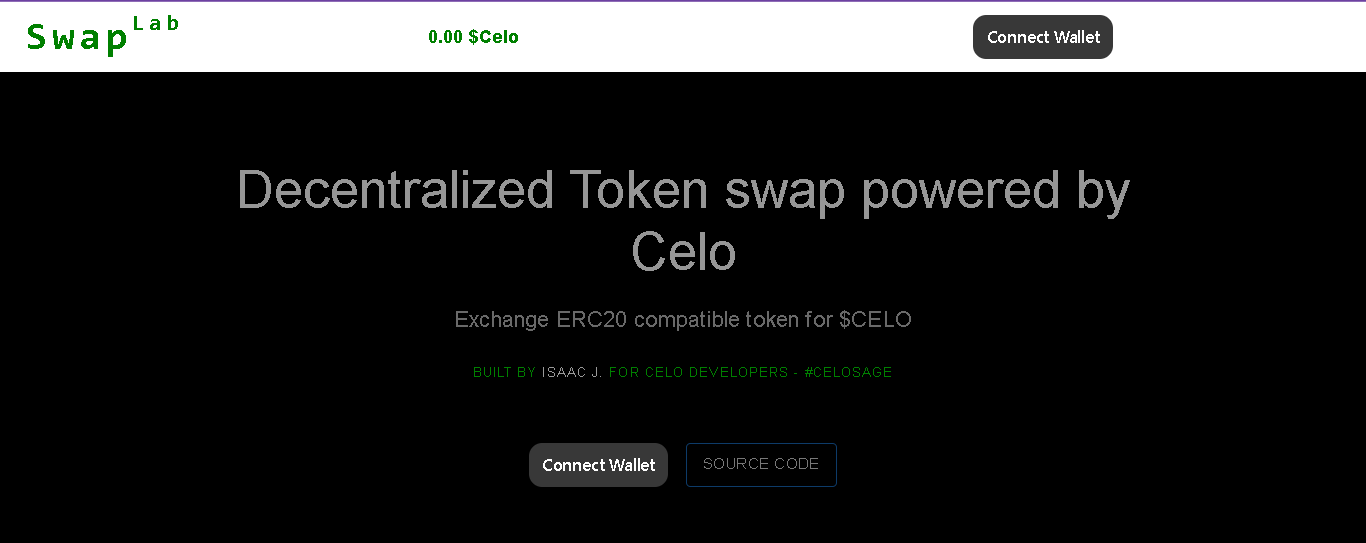 Swap Lab
0.00 $Celo
Connect Wallet
Decentralized Token swap powered by
Celo
Exchange ERC20 compatible token for $CELO
BUILT BY ISAAC J. FOR CELO DEVELOPERS - #CELOSAGE
Connect Wallet
SOURCE CODE